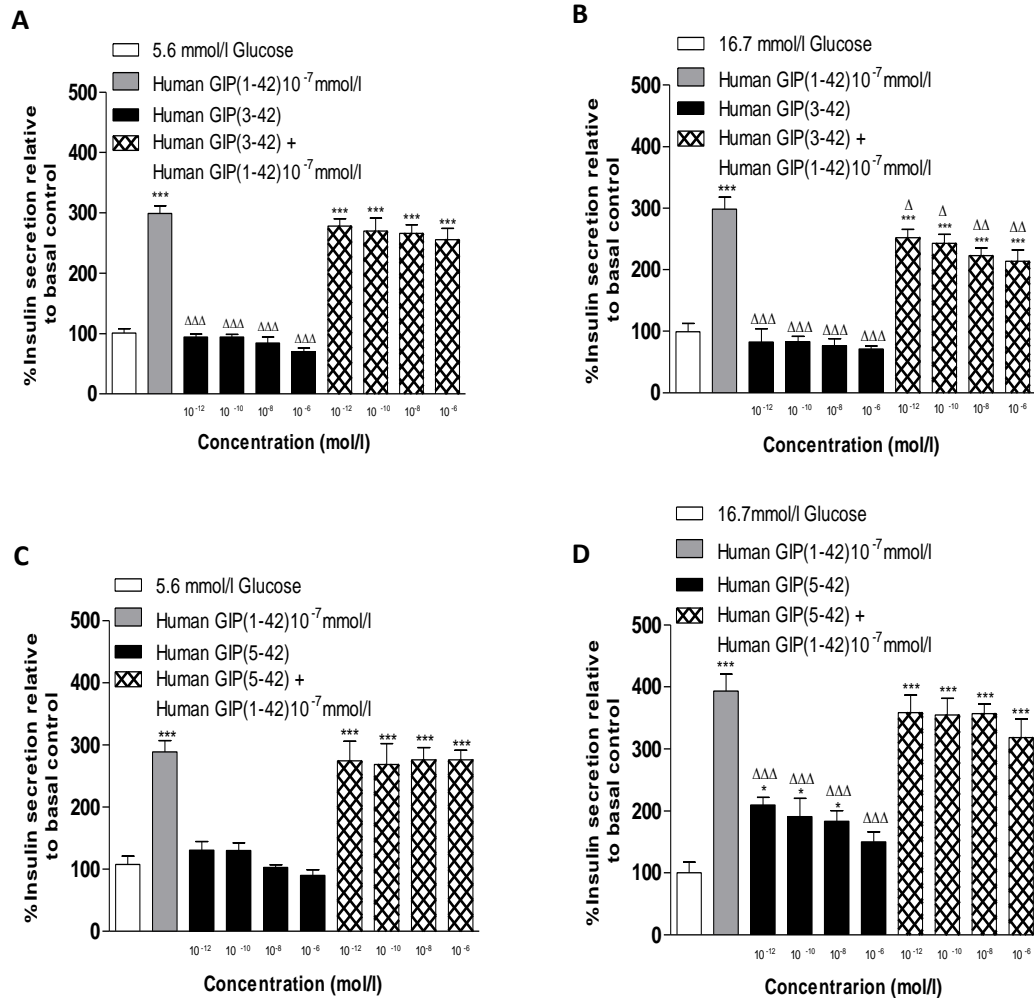 A
5.6 mmol/l Glucose
Human GIP(1-42)10⁻⁷mmol/l
Human GIP(3-42)
Human GIP(3-42) +
Human GIP(1-42)10⁻⁷mmol/l
%Insulin secretion relative
to basal control
500
400
300
200
100
0
***
ΔΔΔ ΔΔΔ ΔΔΔ ΔΔΔ
*** *** *** ***
10⁻¹² 10⁻¹⁰ 10⁻⁸ 10⁻⁶ 10⁻¹² 10⁻¹⁰ 10⁻⁸ 10⁻⁶
Concentration (mol/l)
B
16.7 mmol/l Glucose
Human GIP(1-42)10⁻⁷mmol/l
Human GIP(3-42)
Human GIP(3-42) +
Human GIP(1-42)10⁻⁷mmol/l
%Insulin secretion relative
to basal control
500
400
300
200
100
0
***
ΔΔΔ ΔΔΔ ΔΔΔ ΔΔΔ
Δ Δ ΔΔ ΔΔ
*** *** *** ***
10⁻¹² 10⁻¹⁰ 10⁻⁸ 10⁻⁶ 10⁻¹² 10⁻¹⁰ 10⁻⁸ 10⁻⁶
Concentration (mol/l)
C
5.6 mmol/l Glucose
Human GIP(1-42)10⁻⁷mmol/l
Human GIP(5-42)
Human GIP(5-42) +
Human GIP(1-42)10⁻⁷mmol/l
%Insulin secretion relative
to basal control
500
400
300
200
100
0
***
*** *** *** ***
10⁻¹² 10⁻¹⁰ 10⁻⁸ 10⁻⁶ 10⁻¹² 10⁻¹⁰ 10⁻⁸ 10⁻⁶
Concentration (mol/l)
D
16.7mmol/l Glucose
Human GIP(1-42)10⁻⁷mmol/l
Human GIP(5-42)
Human GIP(5-42) +
Human GIP(1-42)10⁻⁷mmol/l
%Insulin secretion relative
to basal control
500
400
300
200
100
0
***
ΔΔΔ ΔΔΔ ΔΔΔ ΔΔΔ
* * *
*** *** *** ***
10⁻¹² 10⁻¹⁰ 10⁻⁸ 10⁻⁶ 10⁻¹² 10⁻¹⁰ 10⁻⁸ 10⁻⁶
Concentrarion (mol/l)